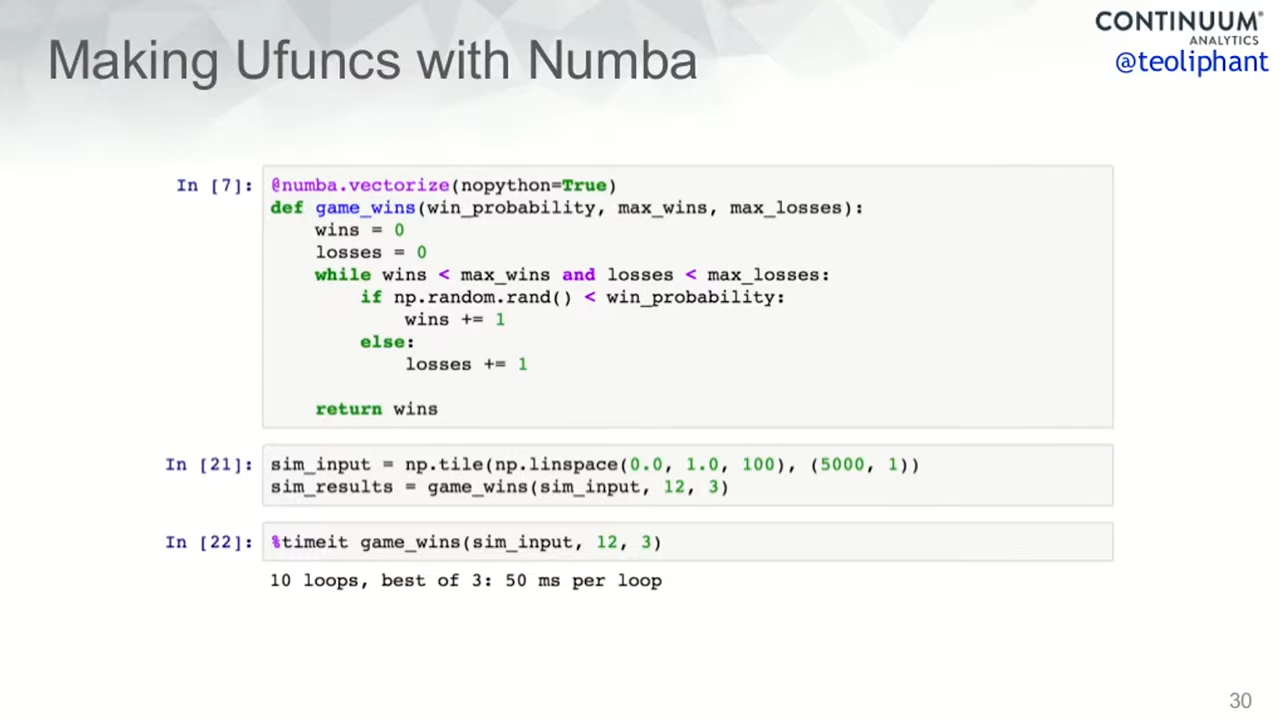 Making Ufuncs with Numba
CONTINUUM®
ANALYTICS
@teoliphant
In [7]: @numba.vectorize(nopython=True)
def game_wins(win_probability, max_wins, max_losses):
    wins = 0
    losses = 0
    while wins < max_wins and losses < max_losses:
        if np.random.rand() < win_probability:
            wins += 1
        else:
            losses += 1
    return wins
In [21]: sim_input = np.tile(np.linspace(0.0, 1.0, 100), (5000, 1))
sim_results = game_wins(sim_input, 12, 3)
In [22]: %timeit game_wins(sim_input, 12, 3)
10 loops, best of 3: 50 ms per loop
30